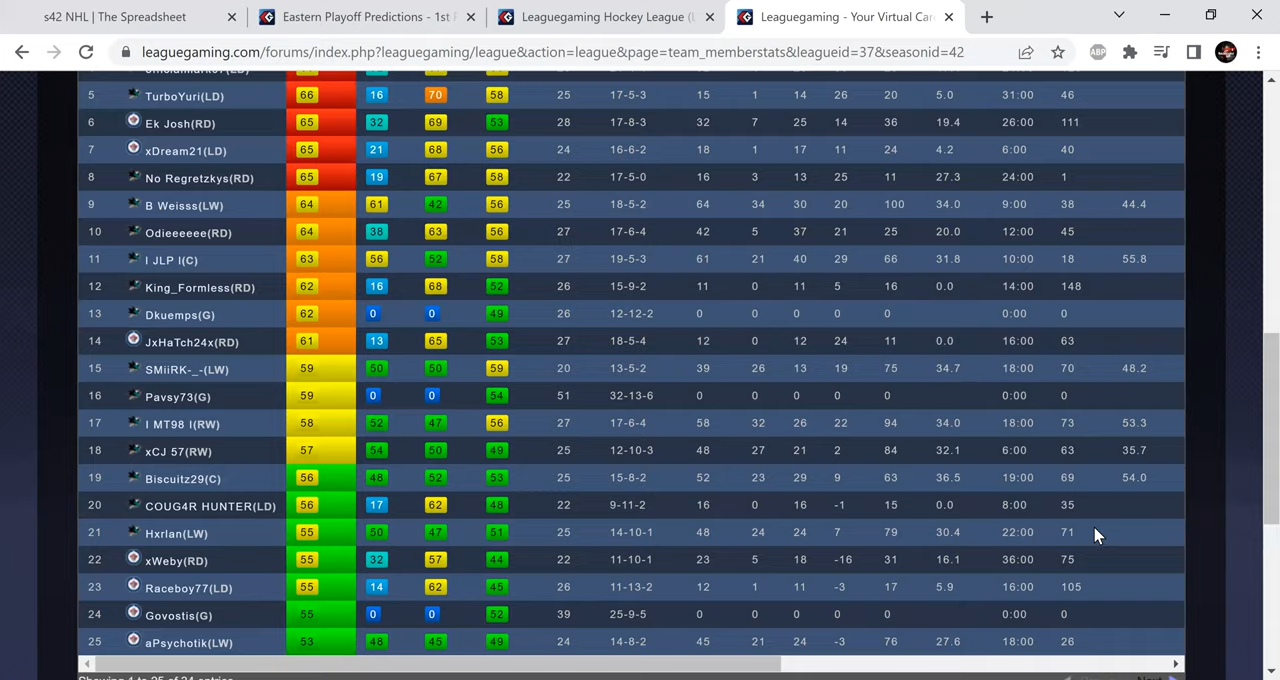 s42 NHL | The Spreadsheet
Eastern Playoff Predictions - 1st
Leaguegaming Hockey League (
Leaguegaming - Your Virtual Car
leaguegaming.com/forums/index.php?leaguegaming/league&action=league&page=team_memberstats&leagueid=37&seasonid=42
ABP
5 TurboYuri(LD) 66 16 70 58 25 17-5-3 15 1 14 26 20 5.0 31:00 46
6 Ek Josh(RD) 65 32 69 53 28 17-8-3 32 7 25 14 36 19.4 26:00 111
7 xDream21(LD) 65 21 68 56 24 16-6-2 18 1 17 11 24 4.2 6:00 40
8 No Regretzkys(RD) 65 19 67 58 22 17-5-0 16 3 13 25 11 27.3 24:00 1
9 B Weisss(LW) 64 61 42 56 25 18-5-2 64 34 30 20 100 34.0 9:00 38 44.4
10 Odieeeeee(RD) 64 38 63 56 27 17-6-4 42 5 37 21 25 20.0 12:00 45
11 I JLP I(C) 63 56 52 58 27 19-5-3 61 21 40 29 66 31.8 10:00 18 55.8
12 King_Formless(RD) 62 16 68 52 26 15-9-2 11 0 11 5 16 0.0 14:00 148
13 Dkuemps(G) 62 0 0 49 26 12-12-2 0 0 0 0 0 0:00 0
14 JxHaTch24x(RD) 61 13 65 53 27 18-5-4 12 0 12 24 11 0.0 16:00 63
15 SMiiRK-_-(LW) 59 50 50 59 20 13-5-2 39 26 13 19 75 34.7 18:00 70 48.2
16 Pavsy73(G) 59 0 0 54 51 32-13-6 0 0 0 0 0 0:00 0
17 I MT98 I(RW) 58 52 47 56 27 17-6-4 58 32 26 22 94 34.0 18:00 73 53.3
18 xCJ 57(RW) 57 54 50 49 25 12-10-3 48 27 21 2 84 32.1 6:00 63 35.7
19 Biscuitz29(C) 56 48 52 53 25 15-8-2 52 23 29 9 63 36.5 19:00 69 54.0
20 COUG4R HUNTER(LD) 56 17 62 48 22 9-11-2 16 0 16 -1 15 0.0 8:00 35
21 Hxrlan(LW) 55 50 47 51 25 14-10-1 48 24 24 7 79 30.4 22:00 71
22 xWeby(RD) 55 32 57 44 22 11-10-1 23 5 18 -16 31 16.1 36:00 75
23 Raceboy77(LD) 55 14 62 45 26 11-13-2 12 1 11 -3 17 5.9 16:00 105
24 Govostis(G) 55 0 0 52 39 25-9-5 0 0 0 0 0 0:00 0
25 aPsychotik(LW) 53 48 45 49 24 14-8-2 45 21 24 -3 76 27.6 18:00 26